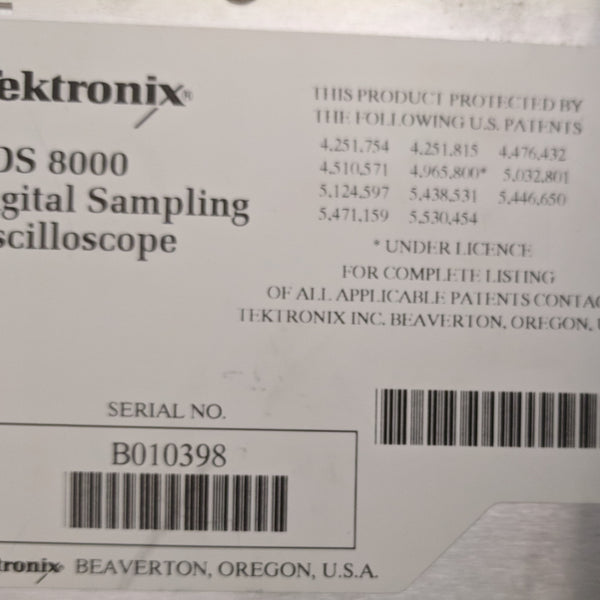 ektronix®
DS 8000
gital Sampling
scilloscope
THIS PRODUCT PROTECTED BY
THE FOLLOWING U.S. PATENTS
4,251,754 4,251,815 4,476,432
4,510,571 4,965,800* 5,032,801
5,124,597 5,438,531 5,446,650
5,471,159 5,530,454
* UNDER LICENCE
FOR COMPLETE LISTING
OF ALL APPLICABLE PATENTS CONTAC
TEKTRONIX INC. BEAVERTON, OREGON, U
SERIAL NO.
B010398
tronix® BEAVERTON, OREGON, U.S.A.